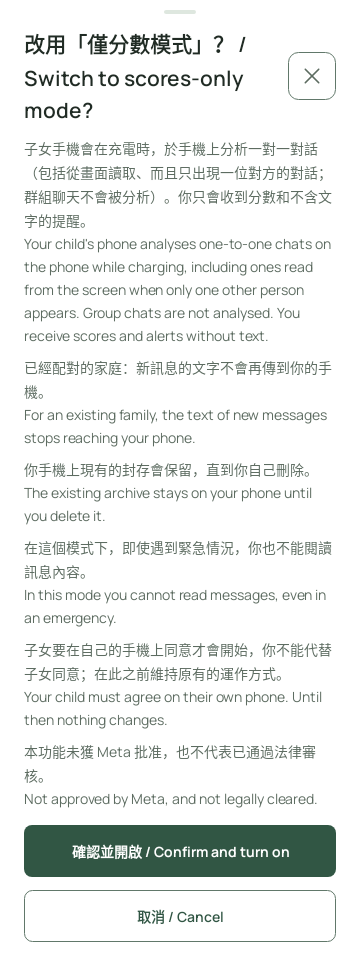 改用「僅分數模式」？ /
Switch to scores-only
mode?
子女手機會在充電時，於手機上分析一對一對話
（包括從畫面讀取、而且只出現一位對方的對話；
群組聊天不會被分析）。你只會收到分數和不含文
字的提醒。
Your child's phone analyses one-to-one chats on
the phone while charging, including ones read
from the screen when only one other person
appears. Group chats are not analysed. You
receive scores and alerts without text.
已經配對的家庭：新訊息的文字不會再傳到你的手
機。
For an existing family, the text of new messages
stops reaching your phone.
你手機上現有的封存會保留，直到你自己刪除。
The existing archive stays on your phone until
you delete it.
在這個模式下，即使遇到緊急情況，你也不能閱讀
訊息內容。
In this mode you cannot read messages, even in
an emergency.
子女要在自己的手機上同意才會開始，你不能代替
子女同意；在此之前維持原有的運作方式。
Your child must agree on their own phone. Until
then nothing changes.
本功能未獲 Meta 批准，也不代表已通過法律審
核。
Not approved by Meta, and not legally cleared.
確認並開啟 / Confirm and turn on
取消 / Cancel